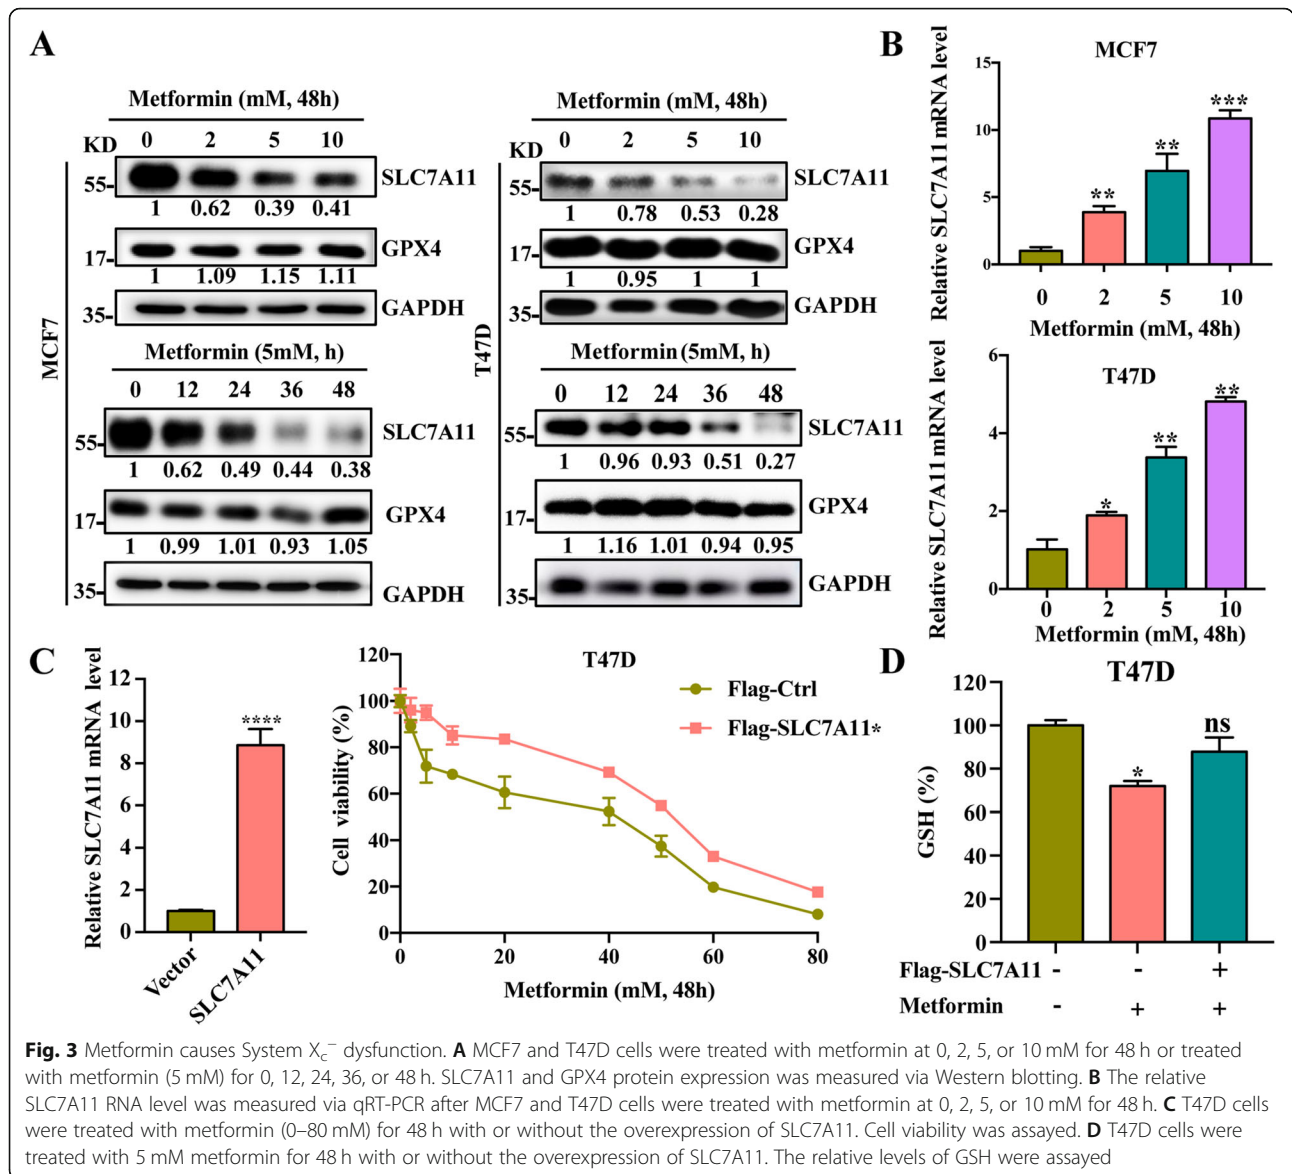 A
Metformin (mM, 48h)
KD 0 2 5 10
55- SLC7A11
1 0.62 0.39 0.41
17- GPX4
1 1.09 1.15 1.11
35- GAPDH
MCF7
Metformin (5mM, h)
0 12 24 36 48
55- SLC7A11
1 0.62 0.49 0.44 0.38
17- GPX4
1 0.99 1.01 0.93 1.05
35- GAPDH
Metformin (mM, 48h)
KD 0 2 5 10
55- SLC7A11
1 0.78 0.53 0.28
17- GPX4
1 0.95 1 1
35- GAPDH
T47D
Metformin (5mM, h)
0 12 24 36 48
55- SLC7A11
1 0.96 0.93 0.51 0.27
17- GPX4
1 1.16 1.01 0.94 0.95
35- GAPDH
B
MCF7
Relative SLC7A11 mRNA level
15
10
5
0
** ** ***
0 2 5 10
Metformin (mM, 48h)
T47D
Relative SLC7A11 mRNA level
6
4
2
0
* ** **
0 2 5 10
Metformin (mM, 48h)
C
Relative SLC7A11 mRNA level
12
10
8
6
4
2
0
****
Vector
SLC7A11
T47D
Cell viability (%)
120
100
80
60
40
20
0
Flag-Ctrl
Flag-SLC7A11*
0 20 40 60 80
Metformin (mM, 48h)
D
T47D
GSH (%)
120
100
80
60
40
20
0
* ns
Flag-SLC7A11 - - +
Metformin - + +
Fig. 3 Metformin causes System Xc− dysfunction. A MCF7 and T47D cells were treated with metformin at 0, 2, 5, or 10 mM for 48 h or treated
with metformin (5 mM) for 0, 12, 24, 36, or 48 h. SLC7A11 and GPX4 protein expression was measured via Western blotting. B The relative
SLC7A11 RNA level was measured via qRT-PCR after MCF7 and T47D cells were treated with metformin at 0, 2, 5, or 10 mM for 48 h. C T47D cells
were treated with metformin (0–80 mM) for 48 h with or without the overexpression of SLC7A11. Cell viability was assayed. D T47D cells were
treated with 5 mM metformin for 48 h with or without the overexpression of SLC7A11. The relative levels of GSH were assayed